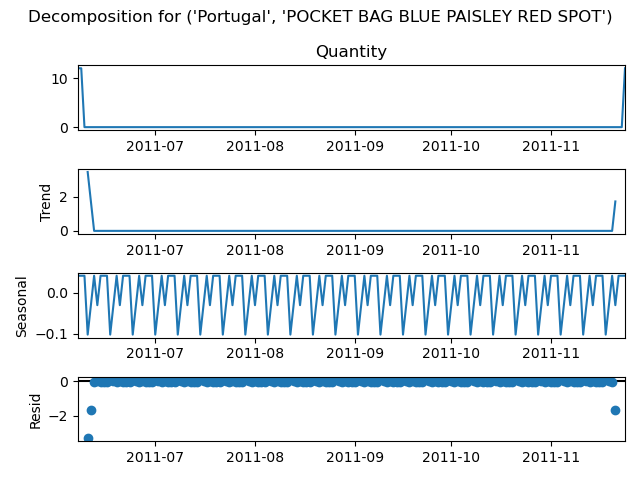 Decomposition for ('Portugal', 'POCKET BAG BLUE PAISLEY RED SPOT')
Quantity
10
0
2011-07 2011-08 2011-09 2011-10 2011-11
Trend
2
0
2011-07 2011-08 2011-09 2011-10 2011-11
Seasonal
0.0
−0.1
2011-07 2011-08 2011-09 2011-10 2011-11
Resid
0
−2
2011-07 2011-08 2011-09 2011-10 2011-11